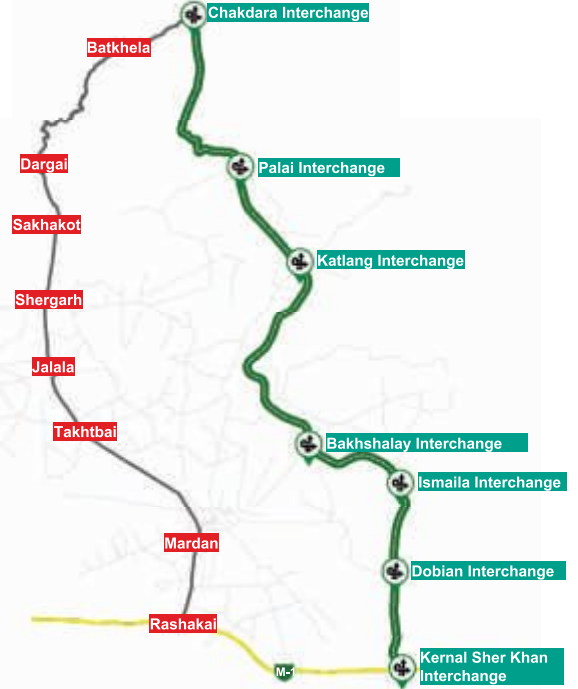 Chakdara Interchange
Batkhela
Dargai
Palai Interchange
Sakhakot
Katlang Interchange
Shergarh
Jalala
Takhtbai
Bakhshalay Interchange
Ismaila Interchange
Mardan
Dobian Interchange
Rashakai
Kernal Sher Khan
Interchange
M-1